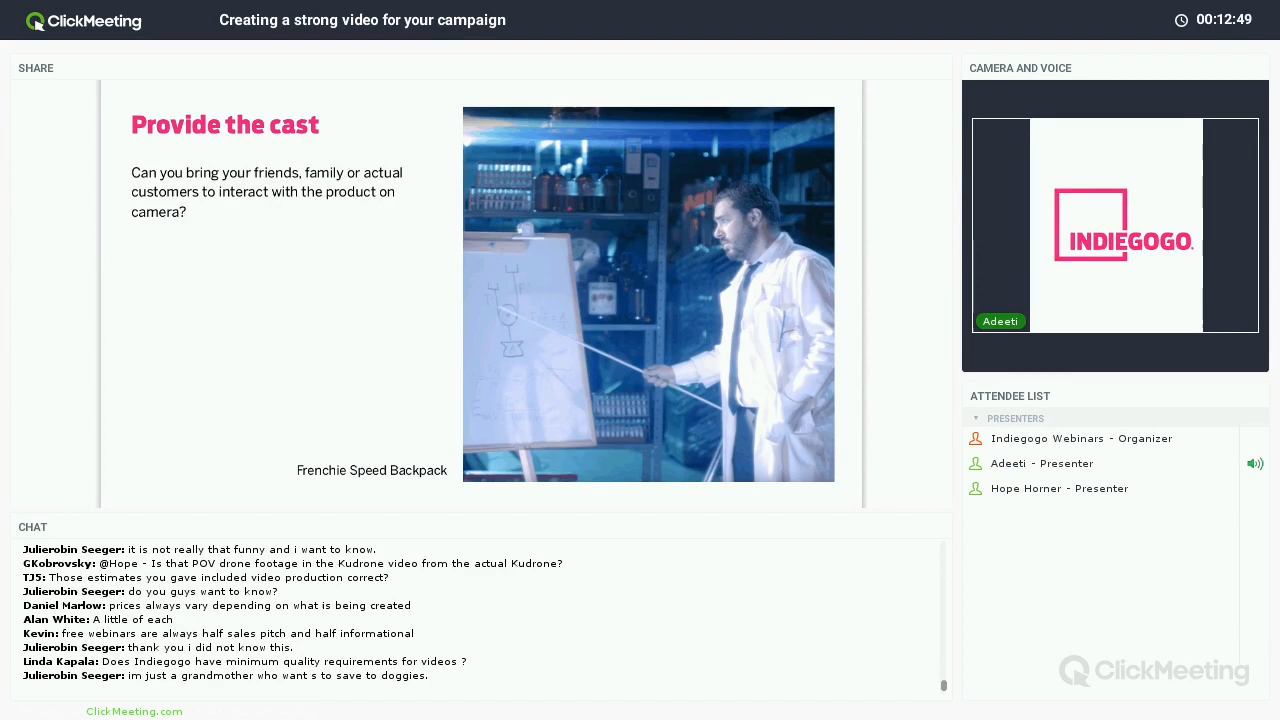 ClickMeeting
Creating a strong video for your campaign
00:12:49
SHARE
Provide the cast
Can you bring your friends, family or actual
customers to interact with the product on
camera?
Frenchie Speed Backpack
CAMERA AND VOICE
INDIEGOGO
Adeeti
ATTENDEE LIST
PRESENTERS
Indiegogo Webinars - Organizer
Adeeti - Presenter
Hope Horner - Presenter
CHAT
Julierobin Seeger: it is not really that funny and i want to know.
GKobrovsky: @Hope - Is that POV drone footage in the Kudrone video from the actual Kudrone?
TJ5: Those estimates you gave included video production correct?
Julierobin Seeger: do you guys want to know?
Daniel Marlow: prices always vary depending on what is being created
Alan White: A little of each
Kevin: free webinars are always half sales pitch and half informational
Julierobin Seeger: thank you i did not know this.
Linda Kapala: Does Indiegogo have minimum quality requirements for videos ?
Julierobin Seeger: im just a grandmother who want s to save to doggies.
ClickMeeting
ClickMeeting.com